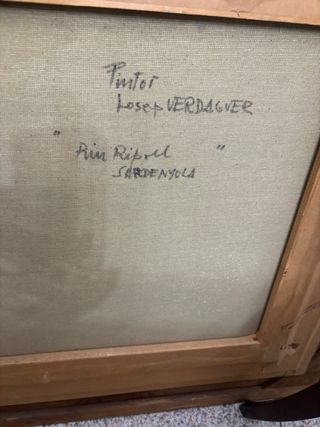 Pintor
Josep VERDAGUER
" Riu Ripoll "
SARDENYOLA